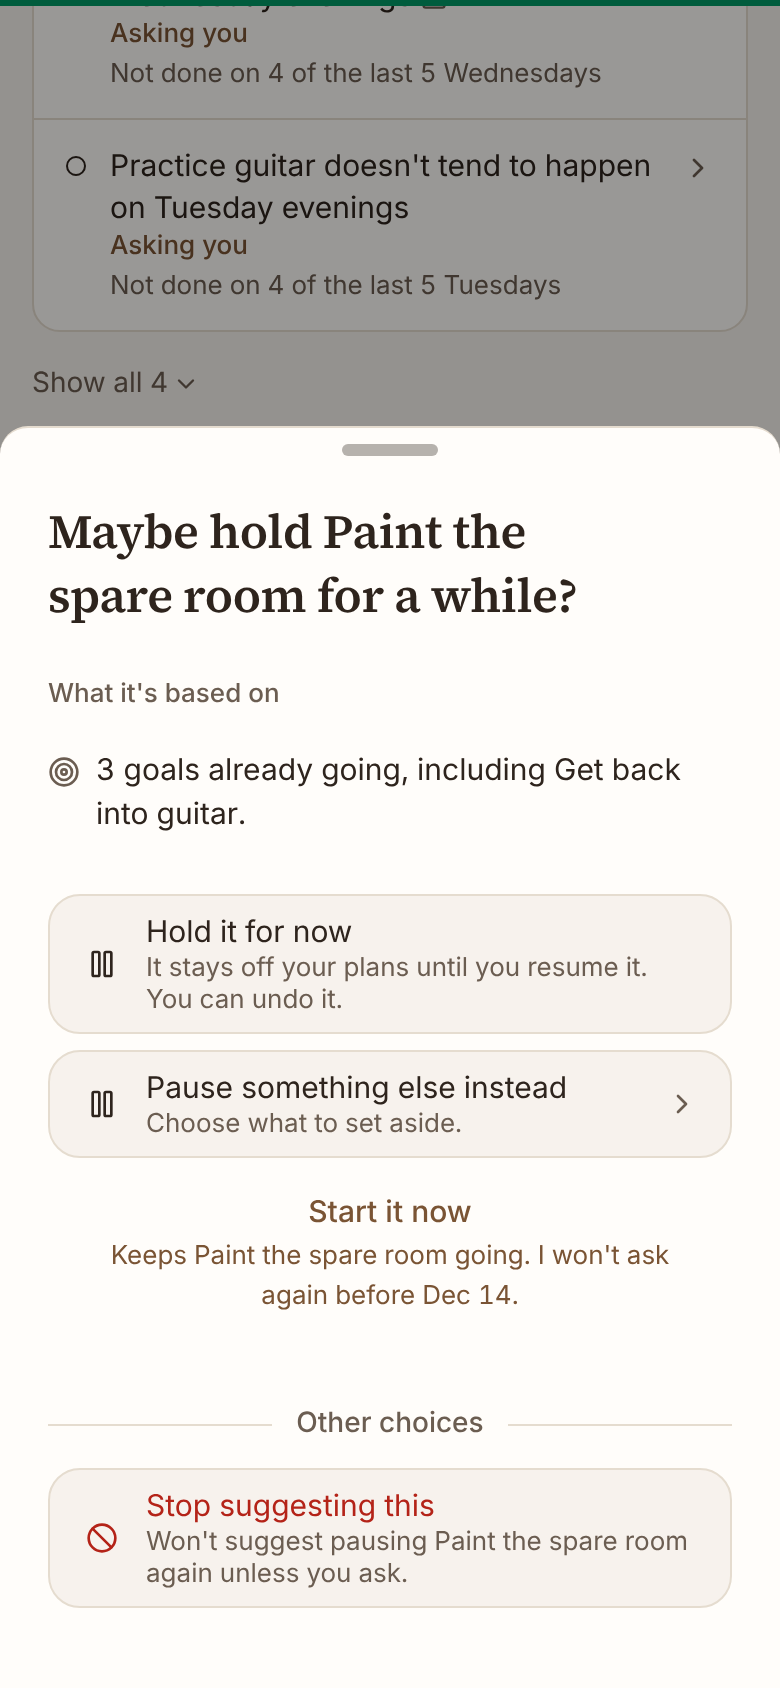 Asking you
Not done on 4 of the last 5 Wednesdays
Practice guitar doesn't tend to happen
on Tuesday evenings
Asking you
Not done on 4 of the last 5 Tuesdays
Show all 4
Maybe hold Paint the
spare room for a while?
What it's based on
3 goals already going, including Get back
into guitar.
Hold it for now
It stays off your plans until you resume it.
You can undo it.
Pause something else instead
Choose what to set aside.
Start it now
Keeps Paint the spare room going. I won't ask
again before Dec 14.
Other choices
Stop suggesting this
Won't suggest pausing Paint the spare room
again unless you ask.